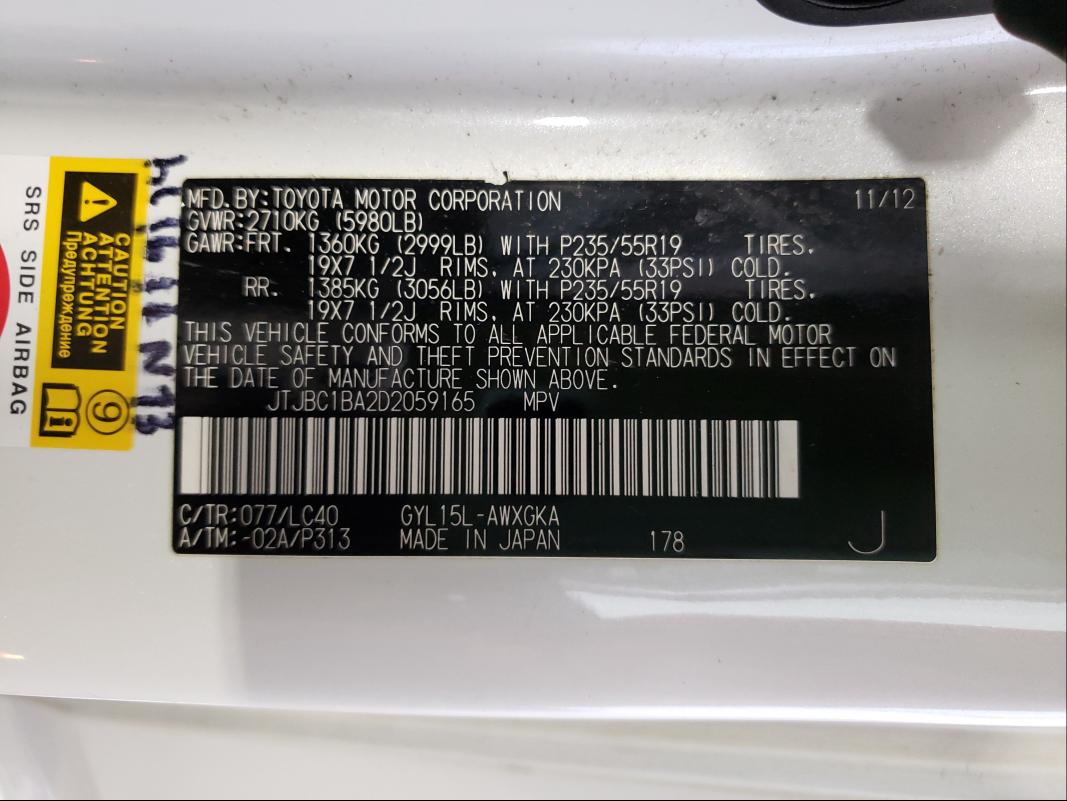 MFD. BY: TOYOTA MOTOR CORPORATION 11/12
GVWR: 2710KG (5980LB)
GAWR: FRT. 1360KG (2999LB) WITH P235/55R19 TIRES.
19X7 1/2J RIMS, AT 230KPA (33PSI) COLD.
RR. 1385KG (3056LB) WITH P235/55R19 TIRES.
19X7 1/2J RIMS, AT 230KPA (33PSI) COLD.
THIS VEHICLE CONFORMS TO ALL APPLICABLE FEDERAL MOTOR
VEHICLE SAFETY AND THEFT PREVENTION STANDARDS IN EFFECT ON
THE DATE OF MANUFACTURE SHOWN ABOVE.
JTJBC1BA2D2059165 MPV
C/TR: 077/LC40 GYL15L-AWXGKA
A/TM: -02A/P313 MADE IN JAPAN 178 J
CAUTION
ATTENTION
ACHTUNG
Предупреждение
9
SRS SIDE AIRBAG